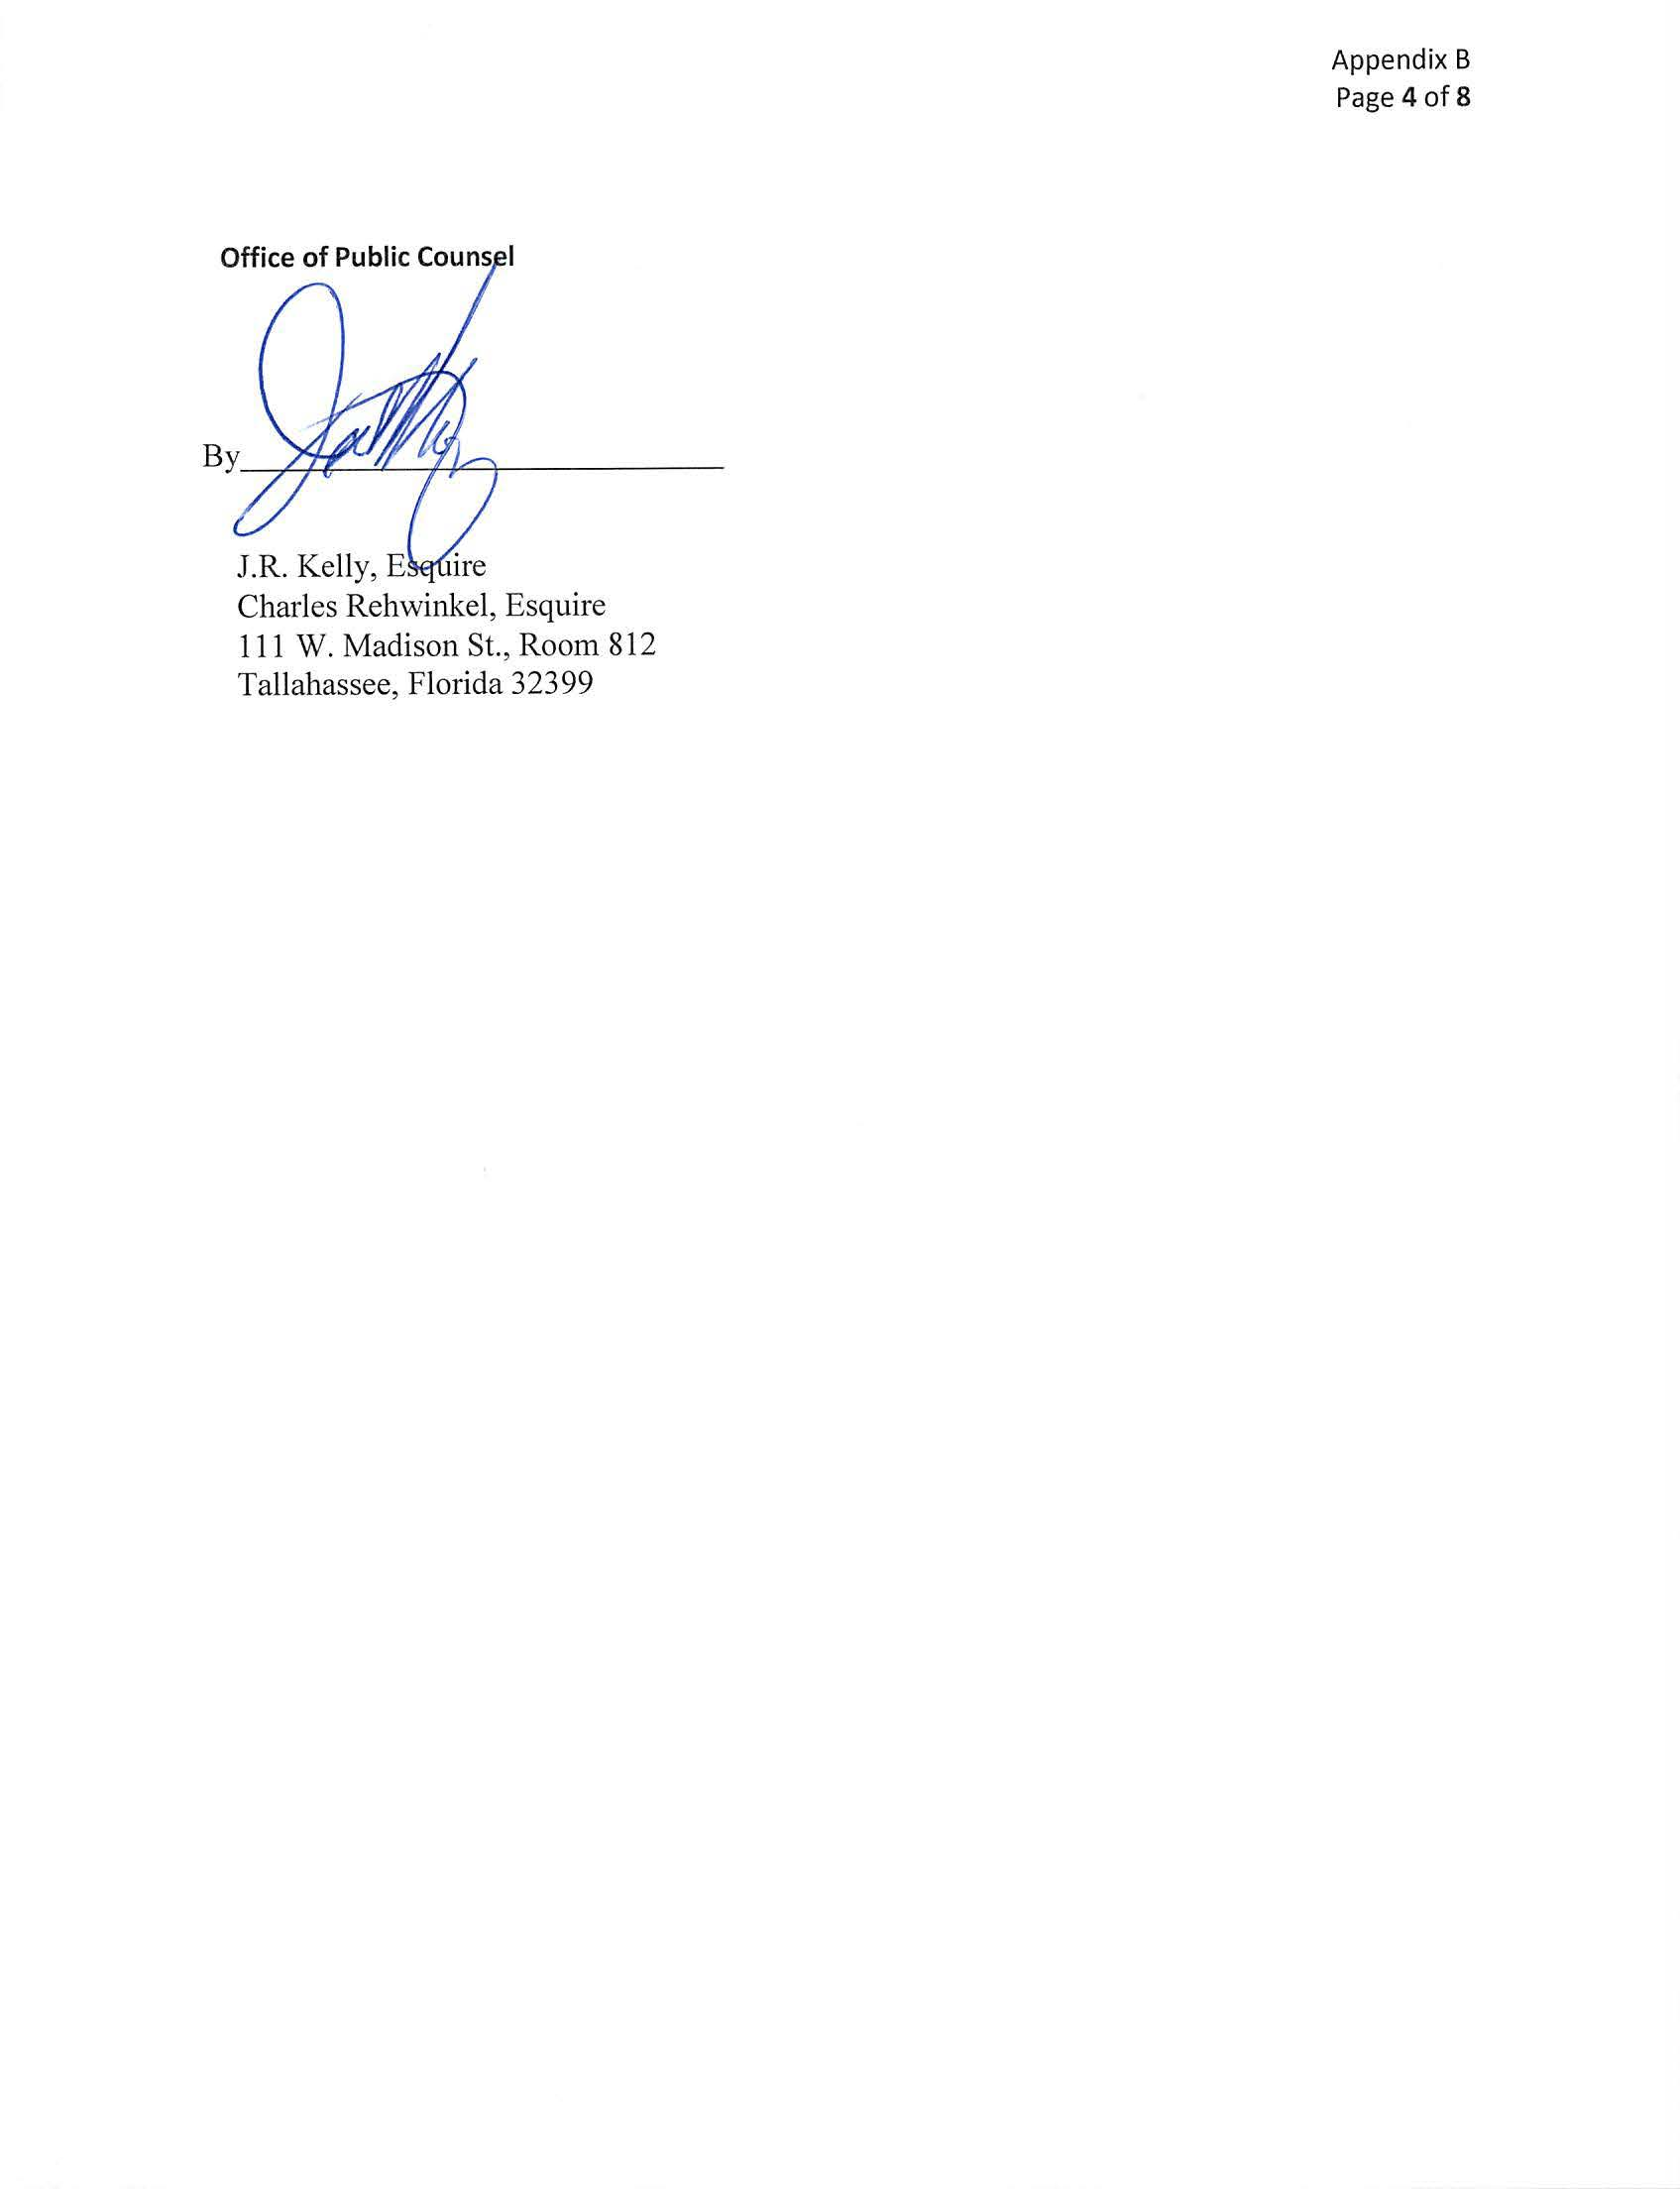 Appendix B
Page 4 of 8
Office of Public Counsel
By
J.R. Kelly, Esquire
Charles Rehwinkel, Esquire
111 W. Madison St., Room 812
Tallahassee, Florida 32399